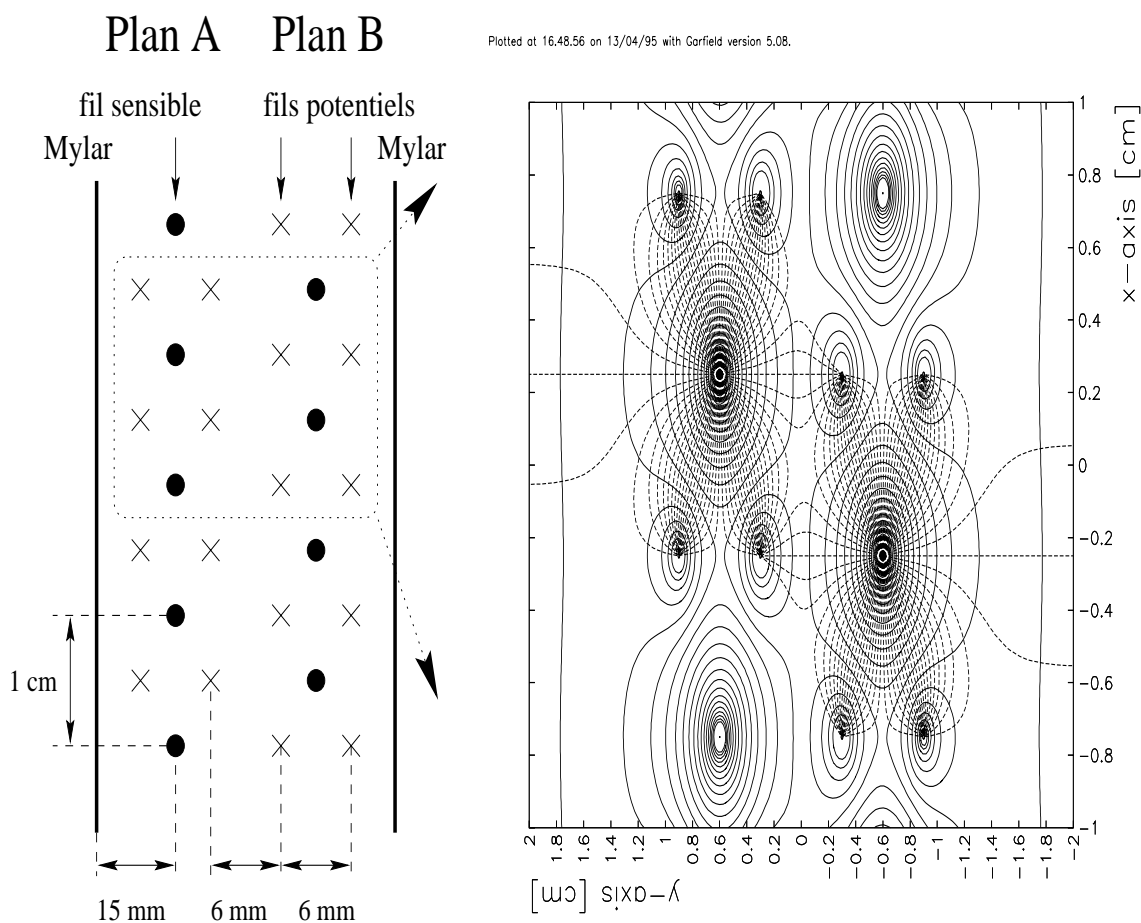 Plan A Plan B
fil sensible fils potentiels
Mylar Mylar
1 cm
15 mm 6 mm 6 mm
Plotted at 16.48.56 on 13/04/95 with Garfield version 5.08.
1
0.8
0.6
0.4
0.2
0
-0.2
-0.4
-0.6
-0.8
-1
x-axis [cm]
2 1.8 1.6 1.4 1.2 1 0.8 0.6 0.4 0.2 0 -0.2 -0.4 -0.6 -0.8 -1 -1.2 -1.4 -1.6 -1.8 -2
y-axis [cm]